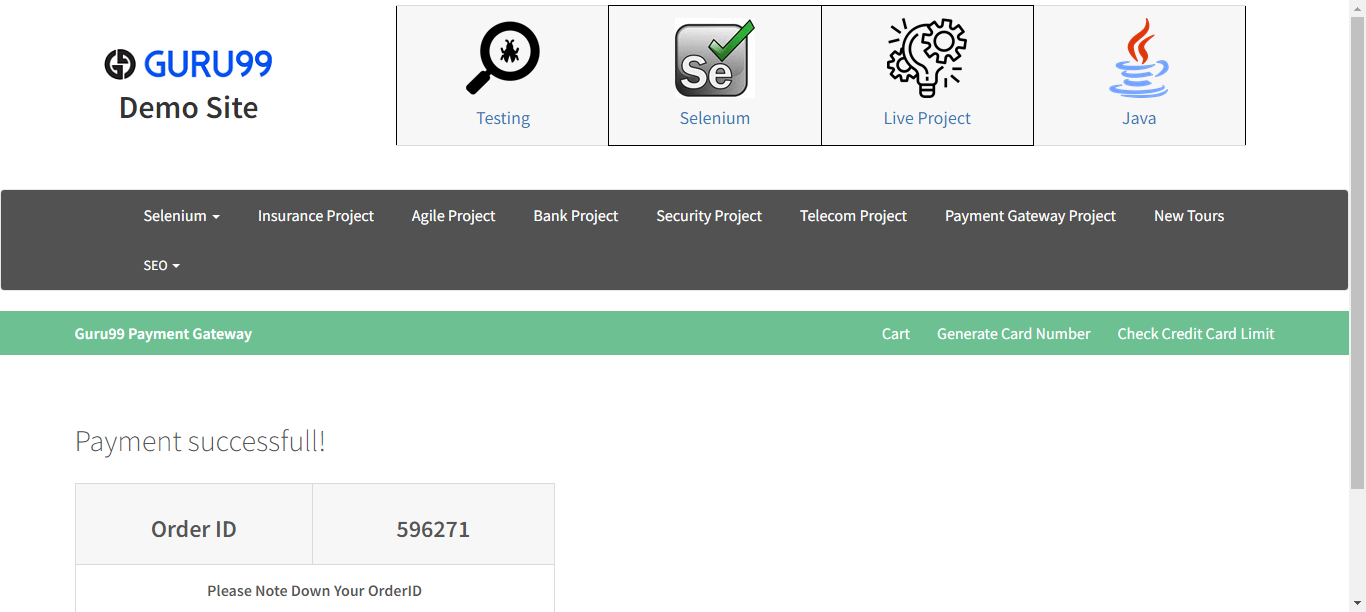 GURU99
Demo Site
Testing
Se
Selenium
Live Project
Java
Selenium
Insurance Project
Agile Project
Bank Project
Security Project
Telecom Project
Payment Gateway Project
New Tours
SEO
Guru99 Payment Gateway
Cart
Generate Card Number
Check Credit Card Limit
Payment successfull!
Order ID
596271
Please Note Down Your OrderID